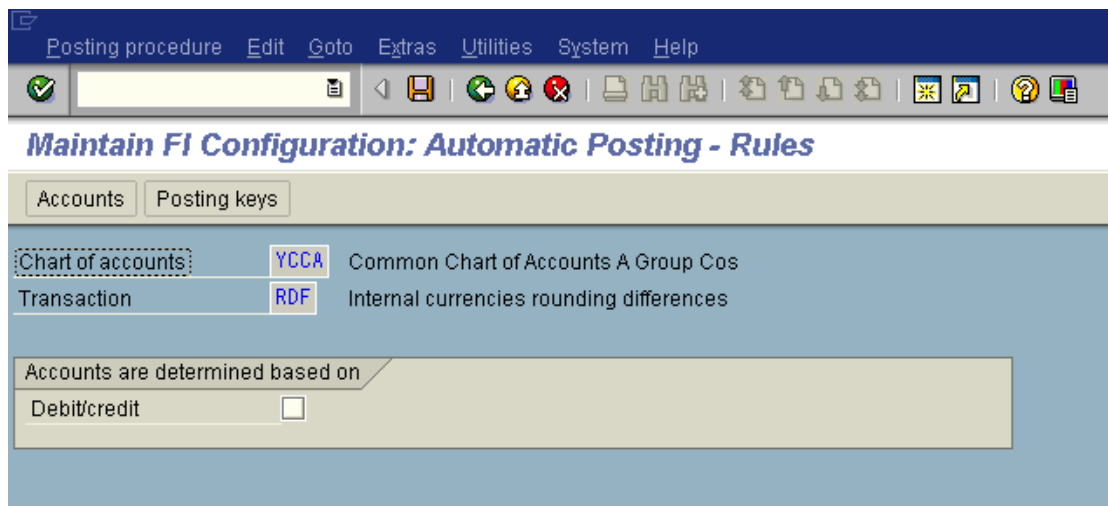 Posting procedure Edit Goto Extras Utilities System Help
Maintain FI Configuration: Automatic Posting - Rules
Accounts Posting keys
Chart of accounts YCCA Common Chart of Accounts A Group Cos
Transaction RDF Internal currencies rounding differences
Accounts are determined based on
Debit/credit